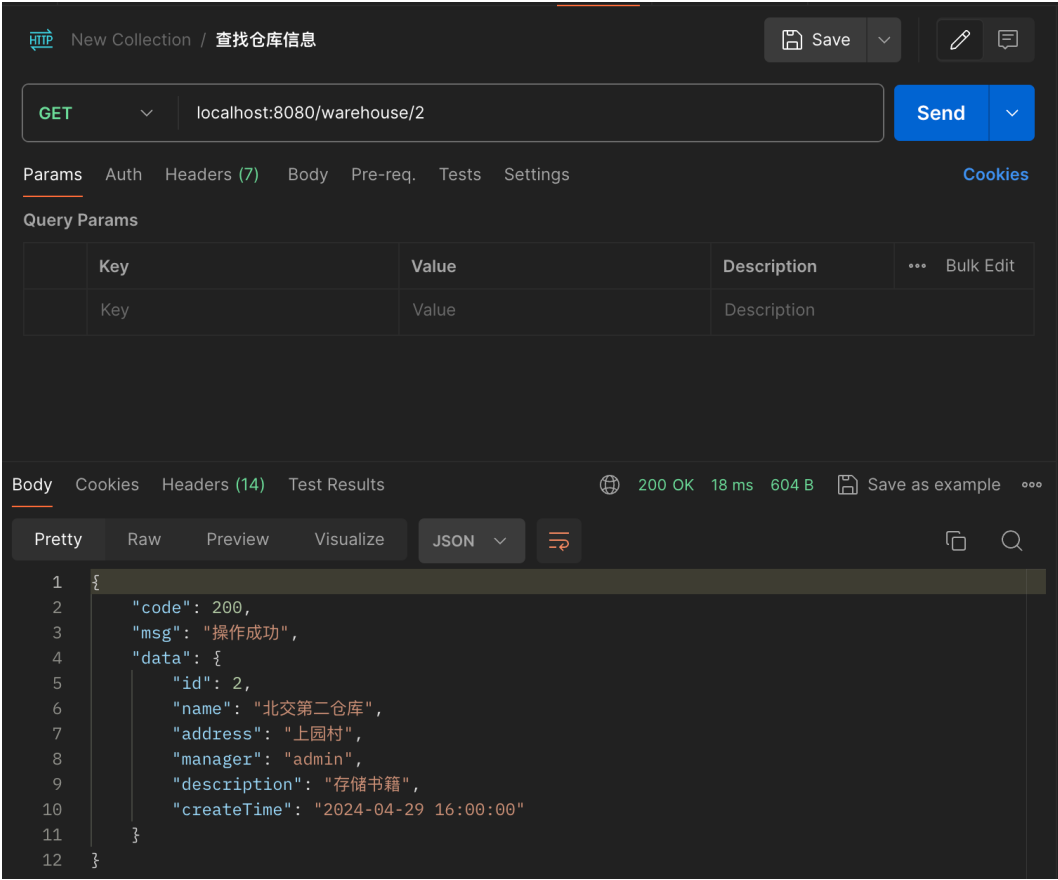 HTTP New Collection / 查找仓库信息 Save
GET localhost:8080/warehouse/2 Send
Params Auth Headers (7) Body Pre-req. Tests Settings Cookies
Query Params
Key Value Description ••• Bulk Edit
Key Value Description
Body Cookies Headers (14) Test Results 200 OK 18 ms 604 B Save as example
Pretty Raw Preview Visualize JSON
1 {
2 "code": 200,
3 "msg": "操作成功",
4 "data": {
5 "id": 2,
6 "name": "北交第二仓库",
7 "address": "上园村",
8 "manager": "admin",
9 "description": "存储书籍",
10 "createTime": "2024-04-29 16:00:00"
11 }
12 }